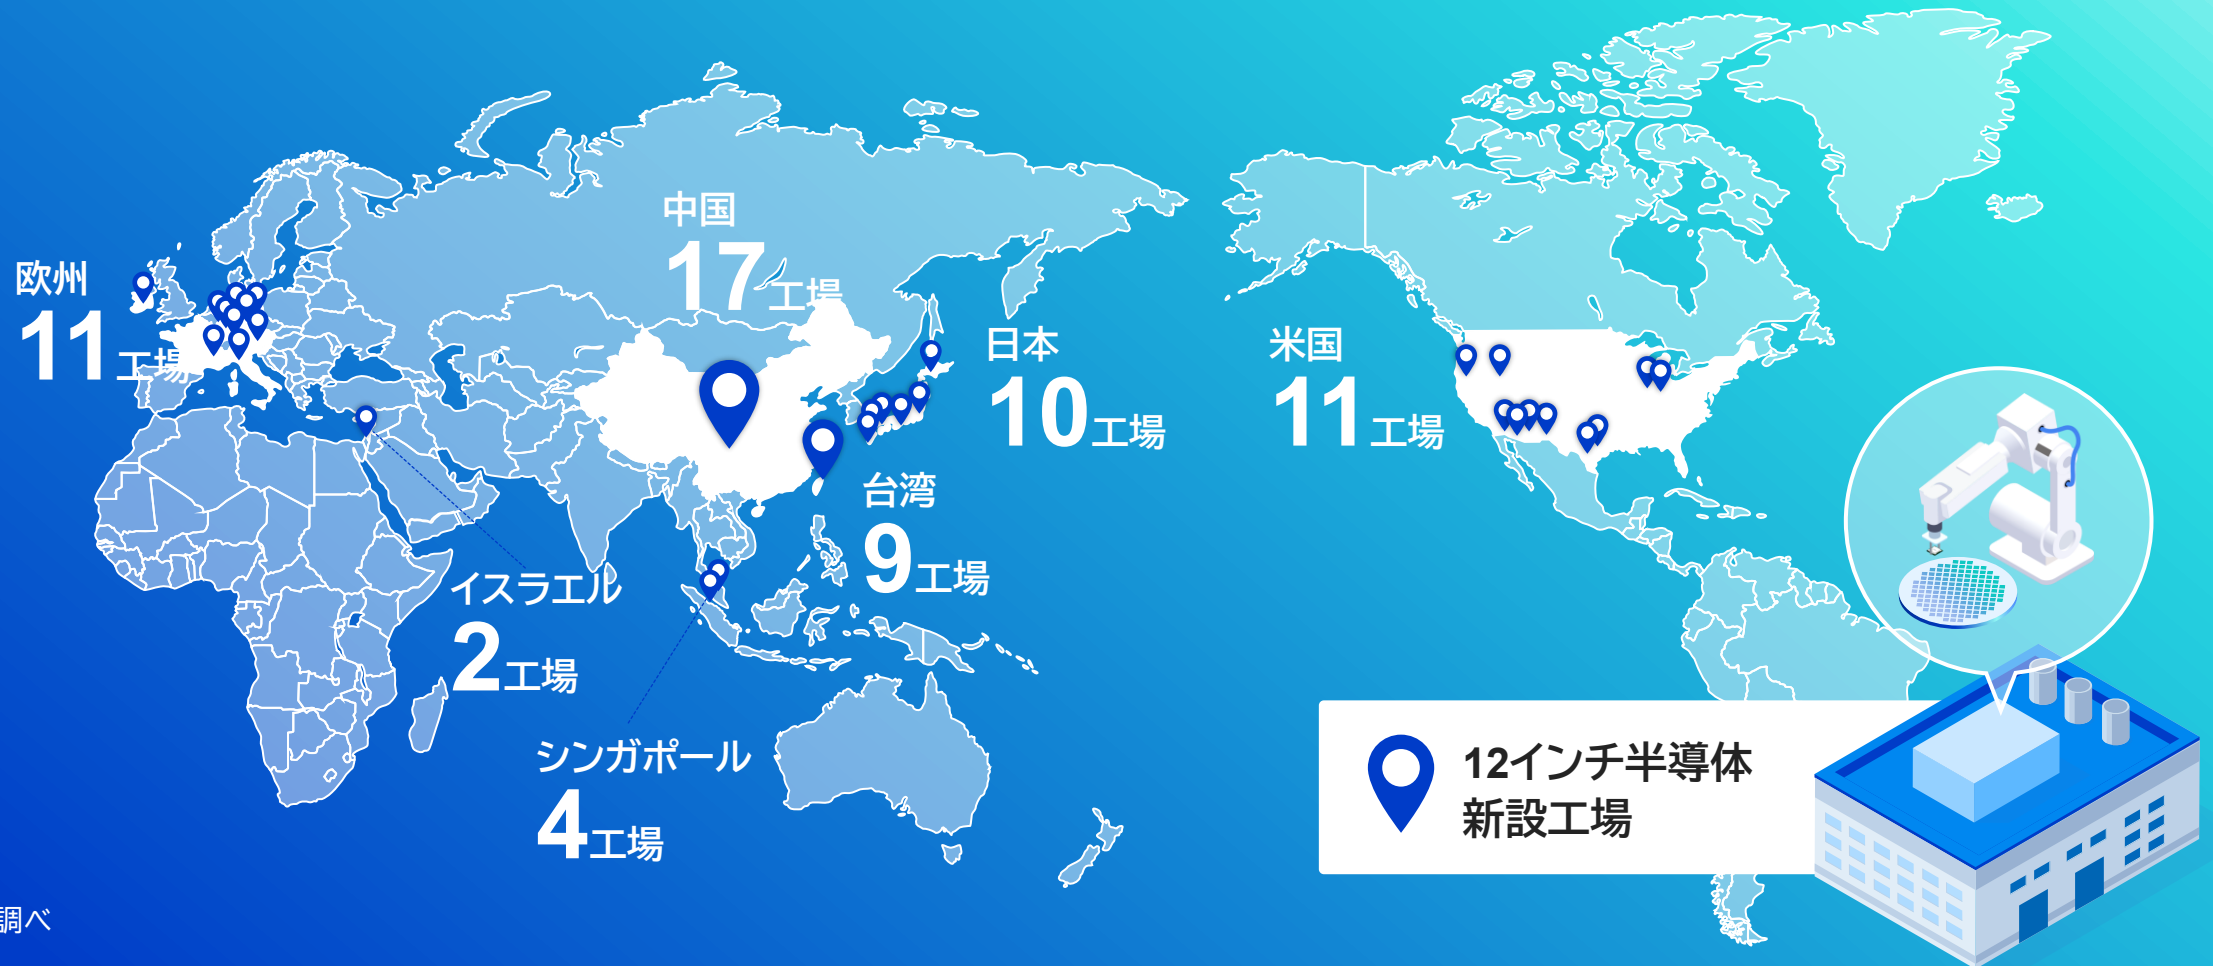 中国
17工場
欧州
11工場
日本
10工場
米国
11工場
台湾
9工場
イスラエル
2工場
シンガポール
4工場
12インチ半導体
新設工場
調べ